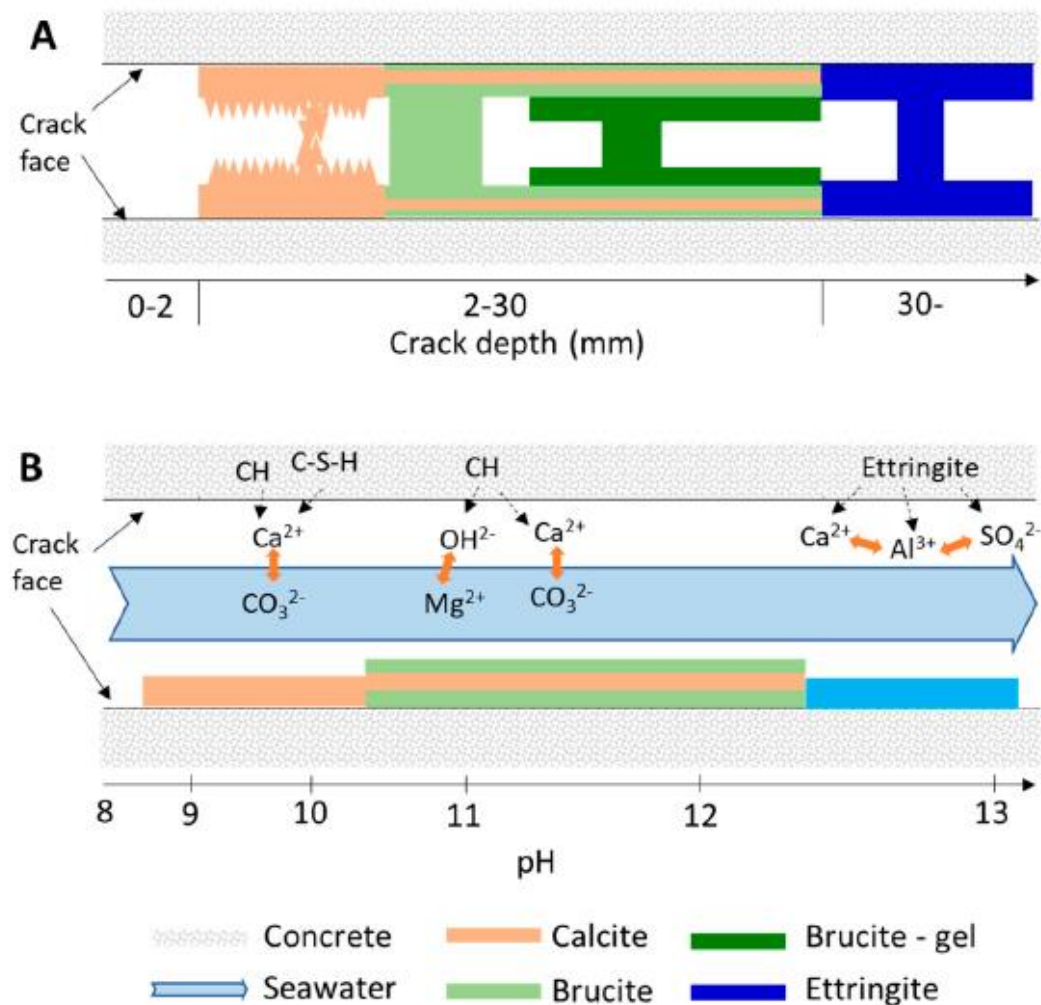 A
Crack
face
0-2 2-30 30-
Crack depth (mm)
B
CH C-S-H CH Ettringite
Ca²⁺ OH²⁻ Ca²⁺ Ca²⁺ Al³⁺ SO₄²⁻
Crack
face
CO₃²⁻ Mg²⁺ CO₃²⁻
8 9 10 11 12 13
pH
Concrete Calcite Brucite - gel
Seawater Brucite Ettringite